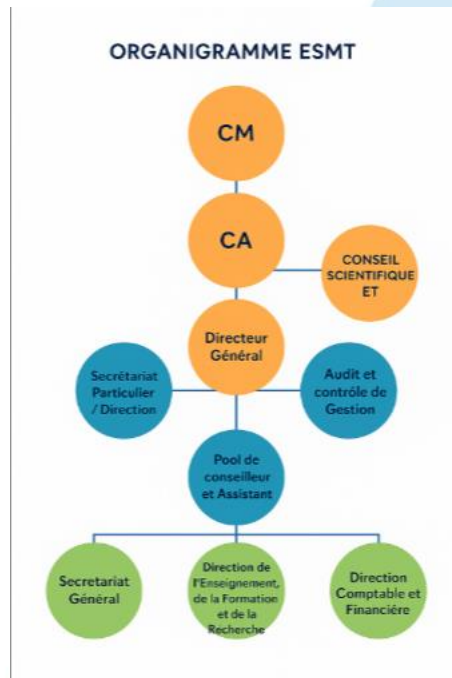 ORGANIGRAMME ESMT
CM
CA
CONSEIL
SCIENTIFIQUE
ET
Directeur
Général
Secrétariat
Particulier
/ Direction
Audit et
contrôle de
Gestion
Pool de
conseilleur
et Assistant
Secretariat
Général
Direction de
l'Enseignement,
de la Formation
et de la
Recherche
Direction
Comptable et
Financière